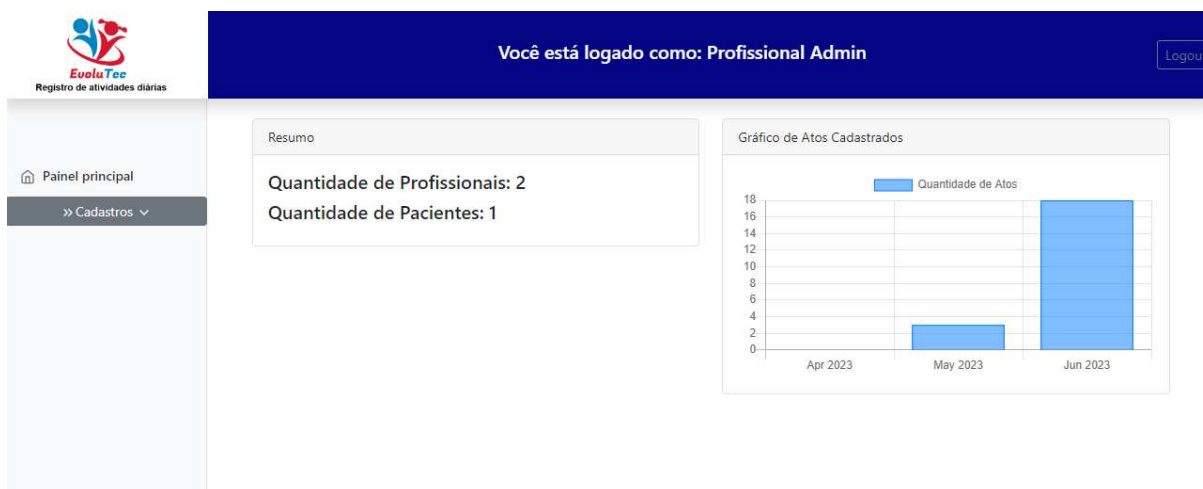 EvoluTec
Registro de atividades diárias
Você está logado como: Profissional Admin
Logou
Painel principal
» Cadastros
Resumo
Quantidade de Profissionais: 2
Quantidade de Pacientes: 1
Gráfico de Atos Cadastrados
Quantidade de Atos
18
16
14
12
10
8
6
4
2
0
Apr 2023 May 2023 Jun 2023